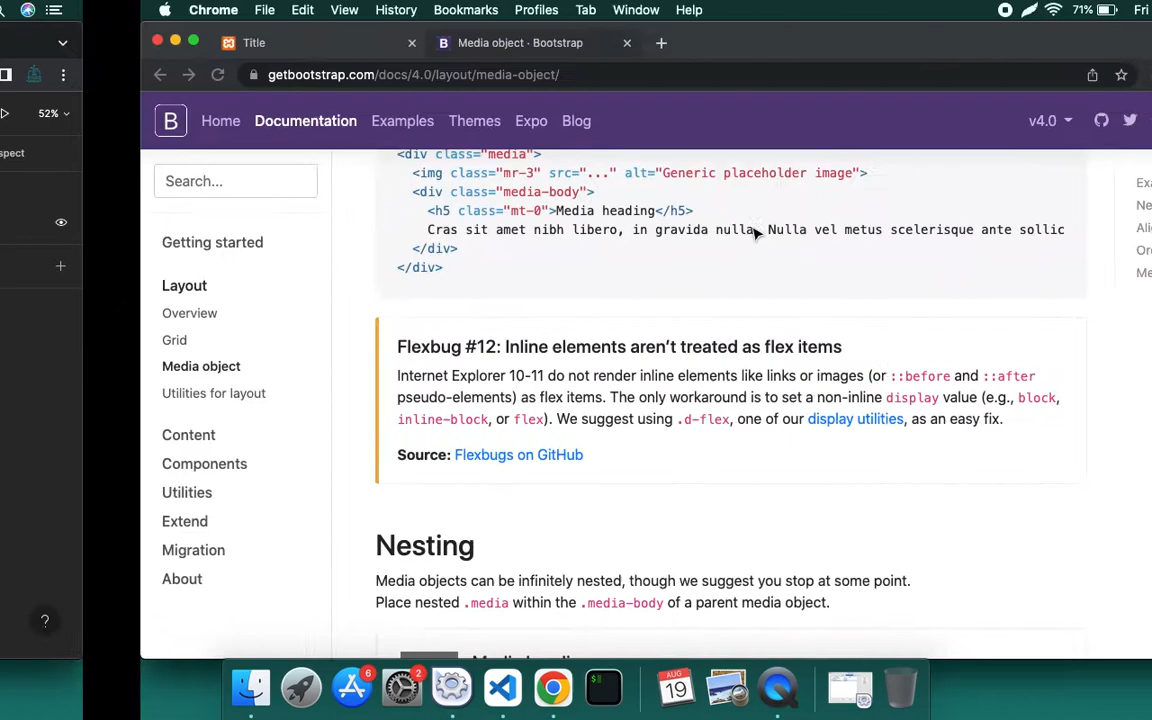 Chrome File Edit View History Bookmarks Profiles Tab Window Help 71% Fri
Title
B Media object · Bootstrap
getbootstrap.com/docs/4.0/layout/media-object/
52%
B Home Documentation Examples Themes Expo Blog v4.0
spect
Search...
Getting started
Layout
Overview
Grid
Media object
Utilities for layout
Content
Components
Utilities
Extend
Migration
About
<div class="media">
<img class="mr-3" src="..." alt="Generic placeholder image">
<div class="media-body">
<h5 class="mt-0">Media heading</h5>
Cras sit amet nibh libero, in gravida nulla. Nulla vel metus scelerisque ante sollic
</div>
</div>
Flexbug #12: Inline elements aren't treated as flex items
Internet Explorer 10-11 do not render inline elements like links or images (or ::before and ::after
pseudo-elements) as flex items. The only workaround is to set a non-inline display value (e.g., block,
inline-block, or flex). We suggest using .d-flex, one of our display utilities, as an easy fix.
Source: Flexbugs on GitHub
Nesting
Media objects can be infinitely nested, though we suggest you stop at some point.
Place nested .media within the .media-body of a parent media object.
Exa
Ne
Ali
Or
Me
?
6
2
AUG
19